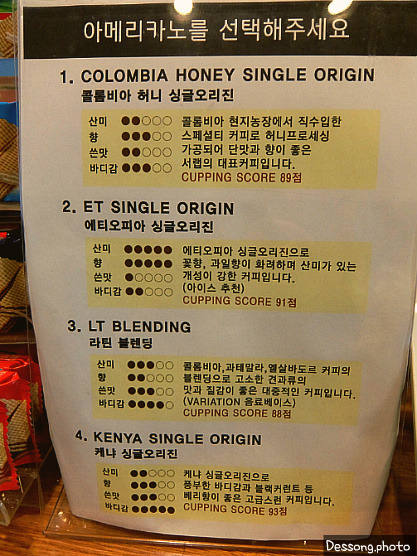 아메리카노를 선택해주세요
1. COLOMBIA HONEY SINGLE ORIGIN
콜롬비아 허니 싱글오리진
산미
향
쓴맛
바디감
콜롬비아 현지농장에서 직수입한
스페셜티 커피로 허니프로세싱
가공되어 단맛과 향이 좋은
서랩의 대표커피입니다.
CUPPING SCORE 89점
2. ET SINGLE ORIGIN
에티오피아 싱글오리진
산미
향
쓴맛
바디감
에티오피아 싱글오리진으로
꽃향, 과일향이 화려하며 산미가 있는
개성이 강한 커피입니다.
(아이스 추천)
CUPPING SCORE 91점
3. LT BLENDING
라틴 블렌딩
산미
향
쓴맛
바디감
콜롬비아,과테말라,엘살바도르 커피의
블렌딩으로 고소한 견과류의
맛과 질감이 좋은 대중적인 커피입니다.
(VARIATION 음료베이스)
CUPPING SCORE 88점
4. KENYA SINGLE ORIGIN
케냐 싱글오리진
산미
향
쓴맛
바디감
케냐 싱글오리진으로
풍부한 바디감과 블랙커런트 등
베리향이 좋은 고급스런 커피입니다.
CUPPING SCORE 93점
Dessong.photo